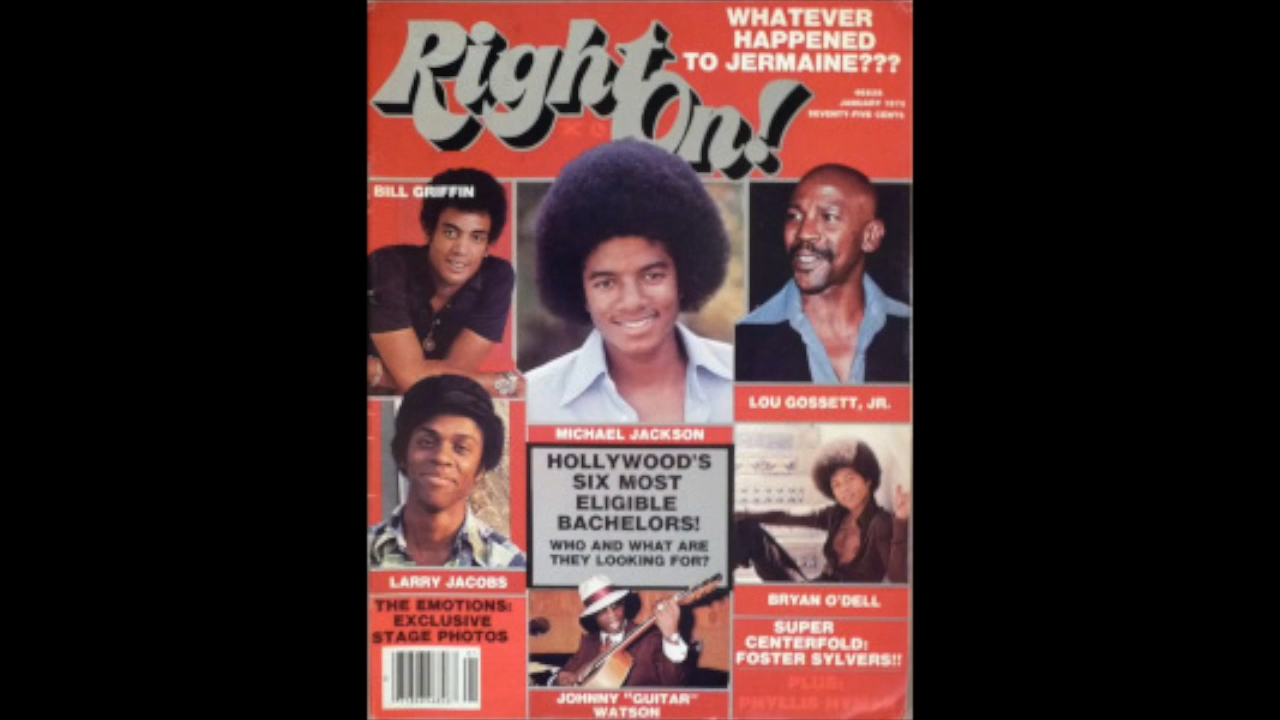 Right On!
WHATEVER
HAPPENED
TO JERMAINE???
SEVENTY-FIVE CENTS
BILL GRIFFIN
MICHAEL JACKSON
LOU GOSSETT, JR.
HOLLYWOOD'S
SIX MOST
ELIGIBLE
BACHELORS!
WHO AND WHAT ARE
THEY LOOKING FOR?
LARRY JACOBS
BRYAN O'DELL
THE EMOTIONS:
EXCLUSIVE
STAGE PHOTOS
JOHNNY "GUITAR"
WATSON
SUPER
CENTERFOLD:
FOSTER SYLVERS!!
PLUS:
PHYLLIS